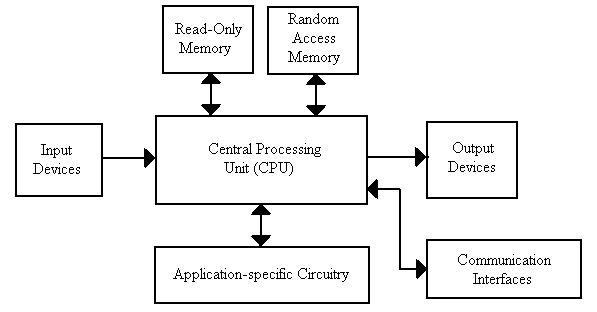 Read-Only
Memory
Random
Access
Memory
Input
Devices
Central Processing
Unit (CPU)
Output
Devices
Application-specific Circuitry
Communication
Interfaces